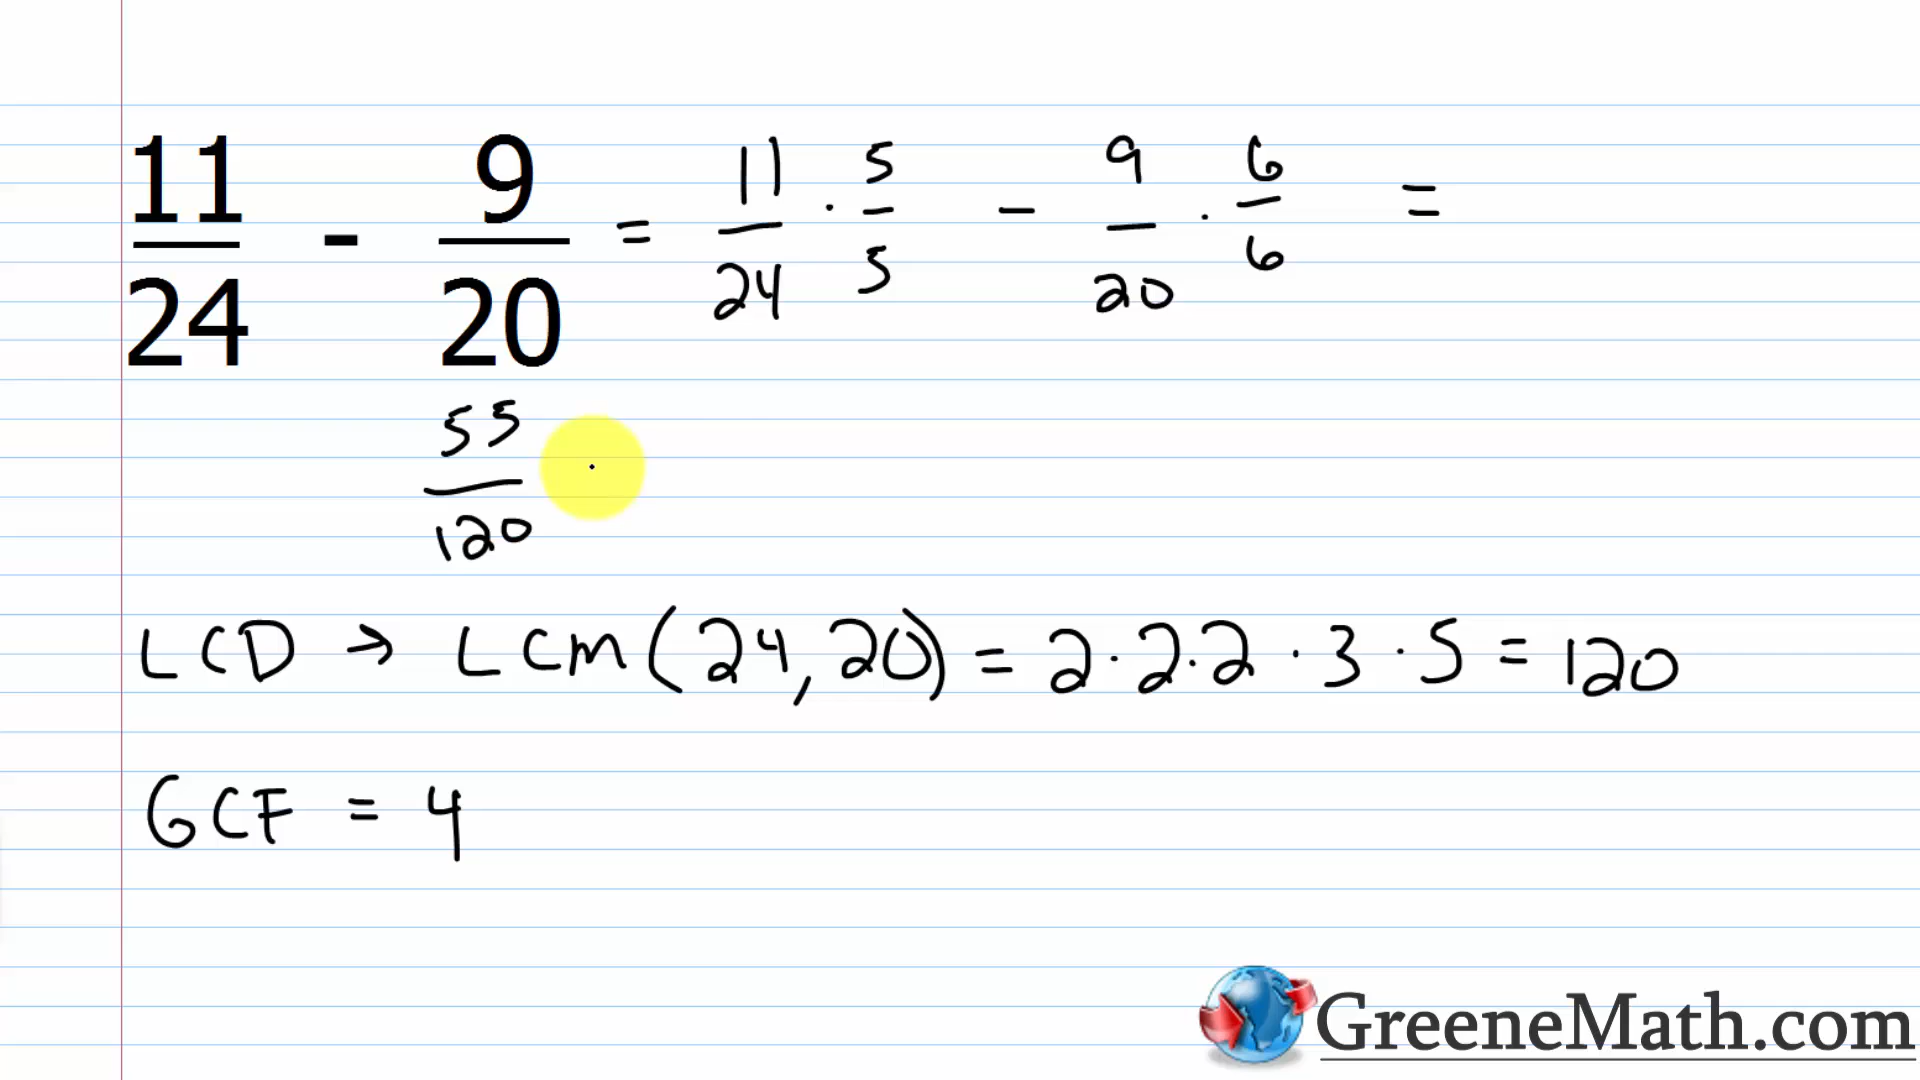 11/24 - 9/20 = 11/24 · 5/5 - 9/20 · 6/6 =
55/120
LCD → LCM(24, 20) = 2·2·2·3·5 = 120
GCF = 4
GreeneMath.com